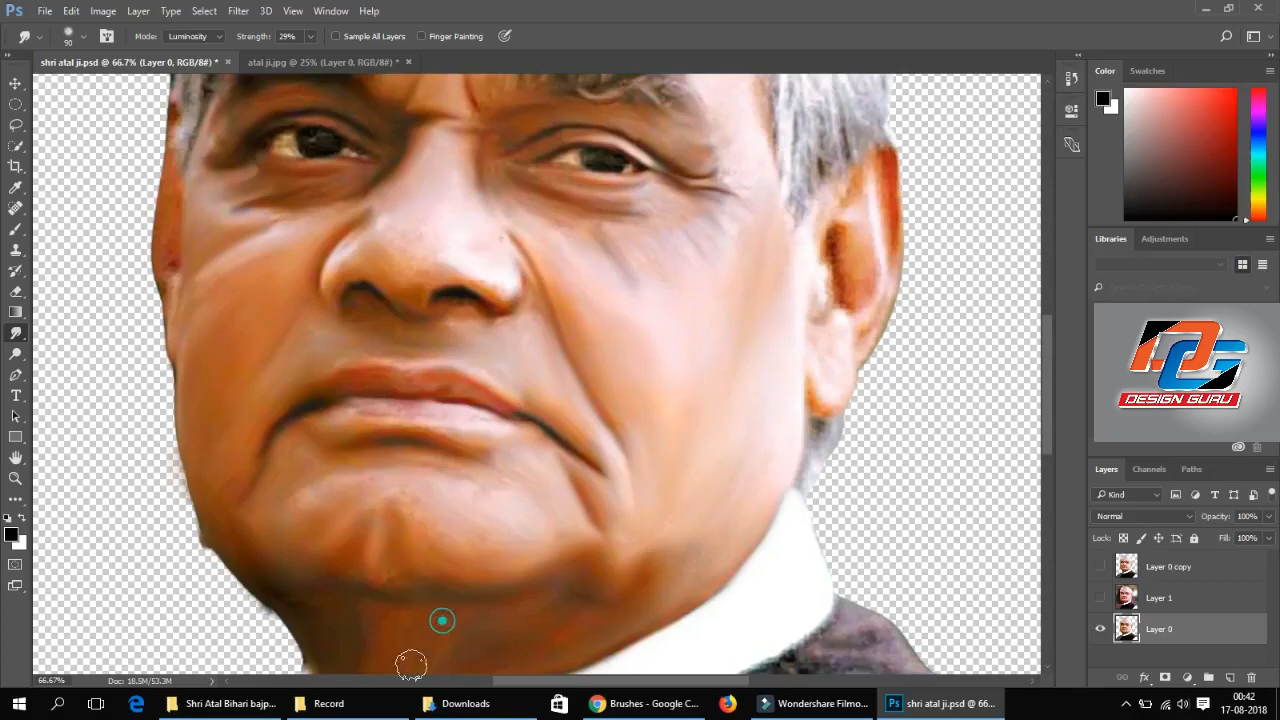 Ps File Edit Image Layer Type Select Filter 3D View Window Help
90 Mode: Luminosity Strength: 29% Sample All Layers Finger Painting
shri atal ji.psd @ 66.7% (Layer 0, RGB/8#) * × atal ji.jpg @ 25% (RGB/8#) * ×
Color Swatches
Libraries Adjustments
DG
DESIGN GURU
Layers Channels Paths
Kind
Normal Opacity: 100%
Lock: Fill: 100%
Layer 0 copy
Layer 1
Layer 0
66.67% Doc: 18.5M/53.3M
Shri Atal Bihari bajp... Record Downloads Brushes - Google C... Wondershare Filmo... Ps shri atal ji.psd @ 66... 00:42
17-08-2018